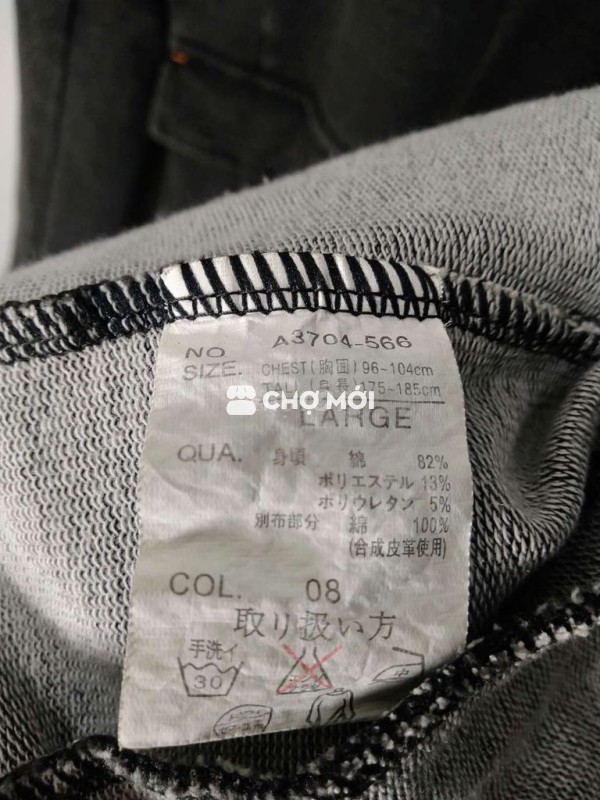 NO A3704-566
SIZE. CHEST(胸囲)96~104cm
TALL(身長)175~185cm
CHỢ MỚI
LARGE
QUA. 身頃 綿 82%
ポリエステル 13%
ポリウレタン 5%
別布部分 綿 100%
(合成皮革使用)
COL. 08
取り扱い方
手洗イ
30
中